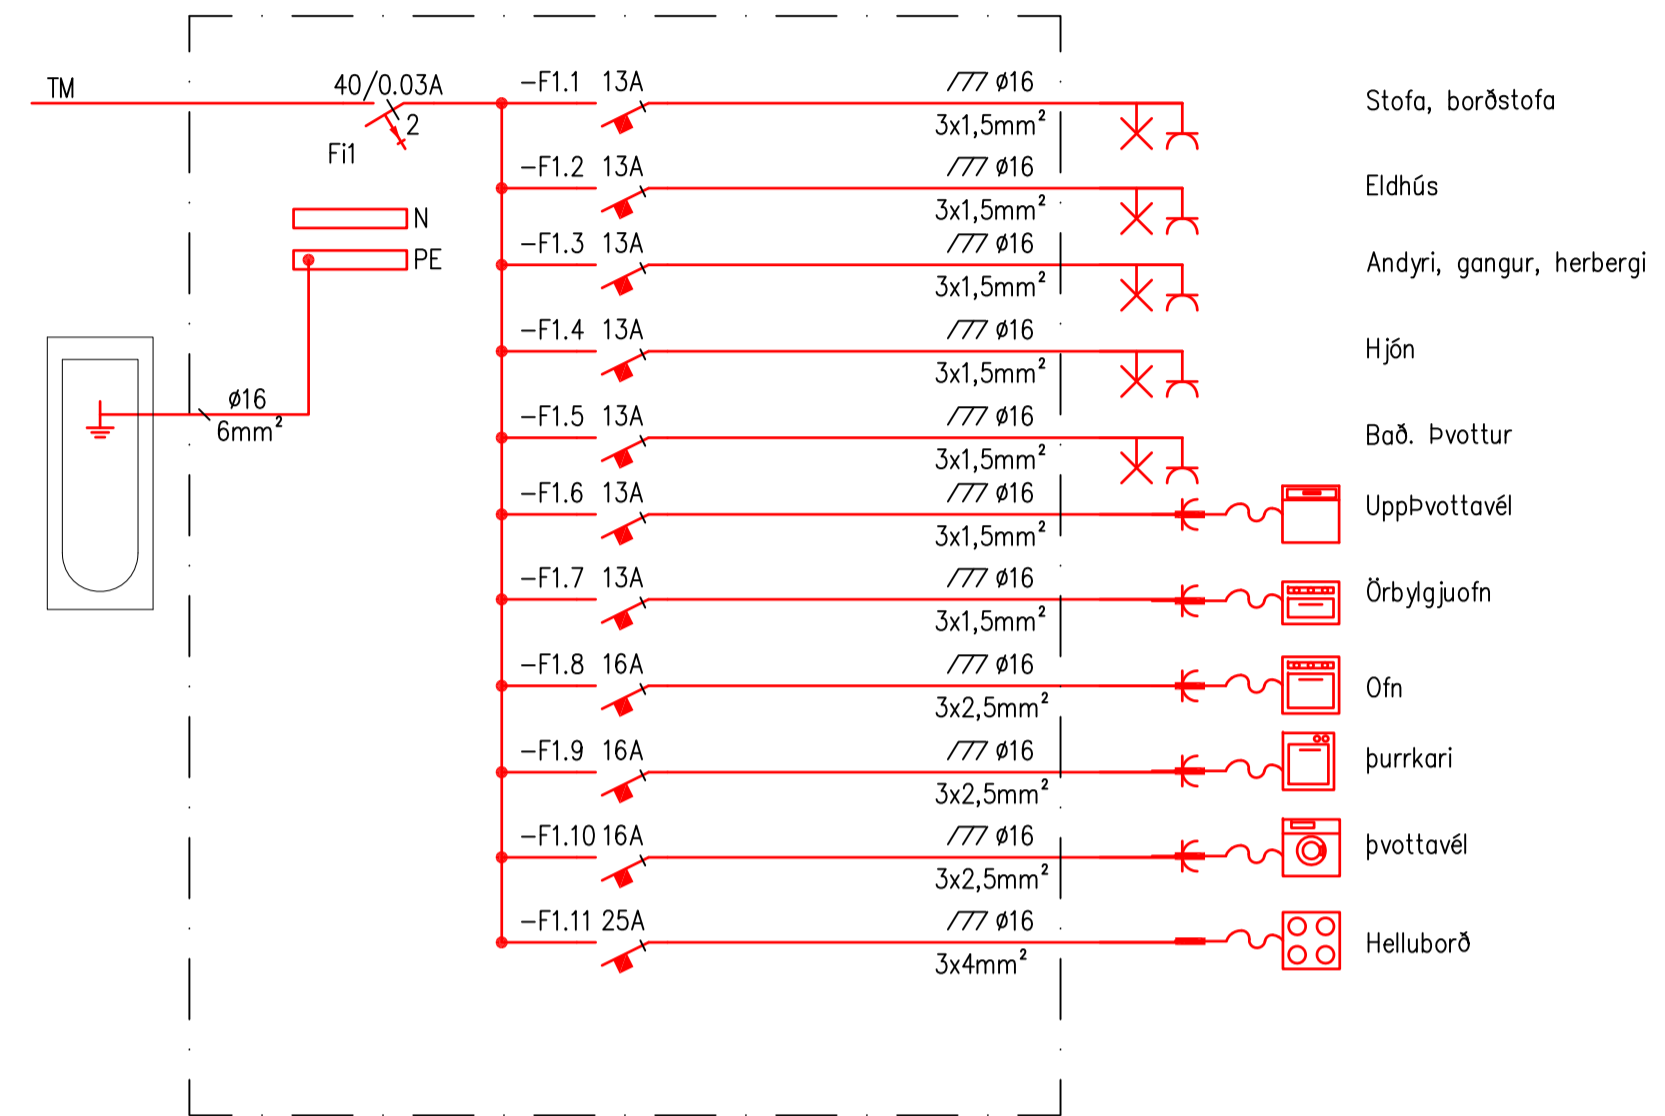 TM
40/0.03A
2
Fi1
N
PE
ø16
6mm²
-F1.1 13A ø16 Stofa, borðstofa
3x1,5mm²
-F1.2 13A ø16 Eldhús
3x1,5mm²
-F1.3 13A ø16 Andyri, gangur, herbergi
3x1,5mm²
-F1.4 13A ø16 Hjón
3x1,5mm²
-F1.5 13A ø16 Bað. Þvottur
3x1,5mm²
-F1.6 13A ø16 UppÞvottavél
3x1,5mm²
-F1.7 13A ø16 Örbylgjuofn
3x1,5mm²
-F1.8 16A ø16 Ofn
3x2,5mm²
-F1.9 16A ø16 þurrkari
3x2,5mm²
-F1.10 16A ø16 þvottavél
3x2,5mm²
-F1.11 25A ø16 Helluborð
3x4mm²